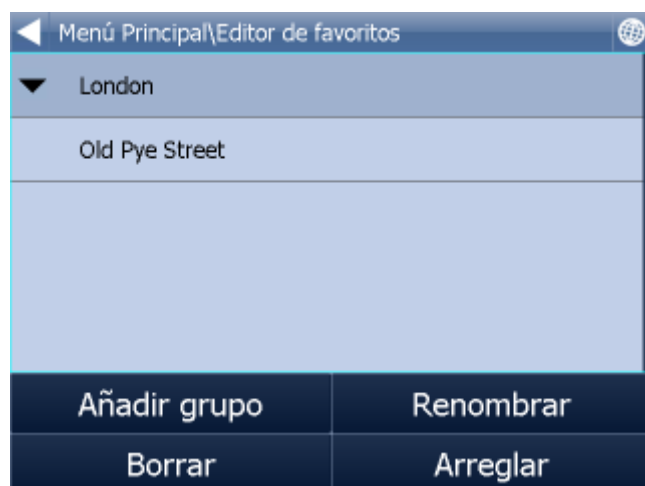 Menú Principal\Editor de favoritos
London
Old Pye Street
Añadir grupo
Renombrar
Borrar
Arreglar